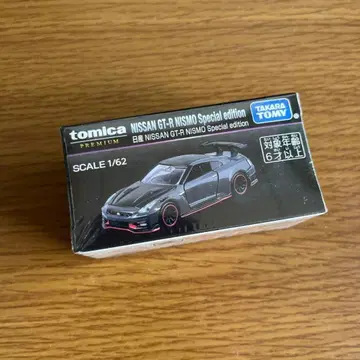 tomica
PREMIUM
NISSAN GT-R NISMO Special edition
日産 NISSAN GT-R NISMO Special edition
TAKARA TOMY
SCALE 1/62
対象年齢
6才以上